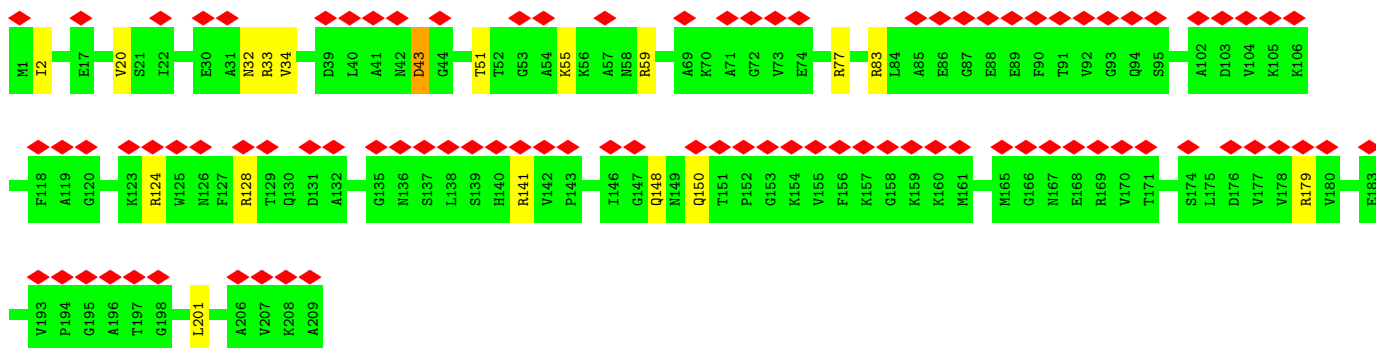 M1 I2 E17 V20 S21 I22 E30 A31 N32 R33 V34 D39 L40 A41 N42 D43 G44 T51 T52 G53 A54 K55 K56 A57 N58 R59 A69 K70 A71 G72 V73 E74 R77 R83 L84 A85 E86 G87 E88 E89 F90 T91 V92 G93 Q94 S95 A102 D103 V104 K105 K106
F118 A119 G120 K123 R124 W125 N126 F127 R128 T129 Q130 D131 A132 G135 N136 S137 L138 S139 H140 R141 V142 P143 I146 G147 Q148 N149 Q150 T151 P152 G153 K154 V155 F156 K157 G158 K159 K160 M161 M165 G166 N167 E168 R169 V170 T171 S174 L175 D176 V177 V178 R179 V180 E183
V193 P194 G195 A196 T197 G198 L201 A206 V207 K208 A209